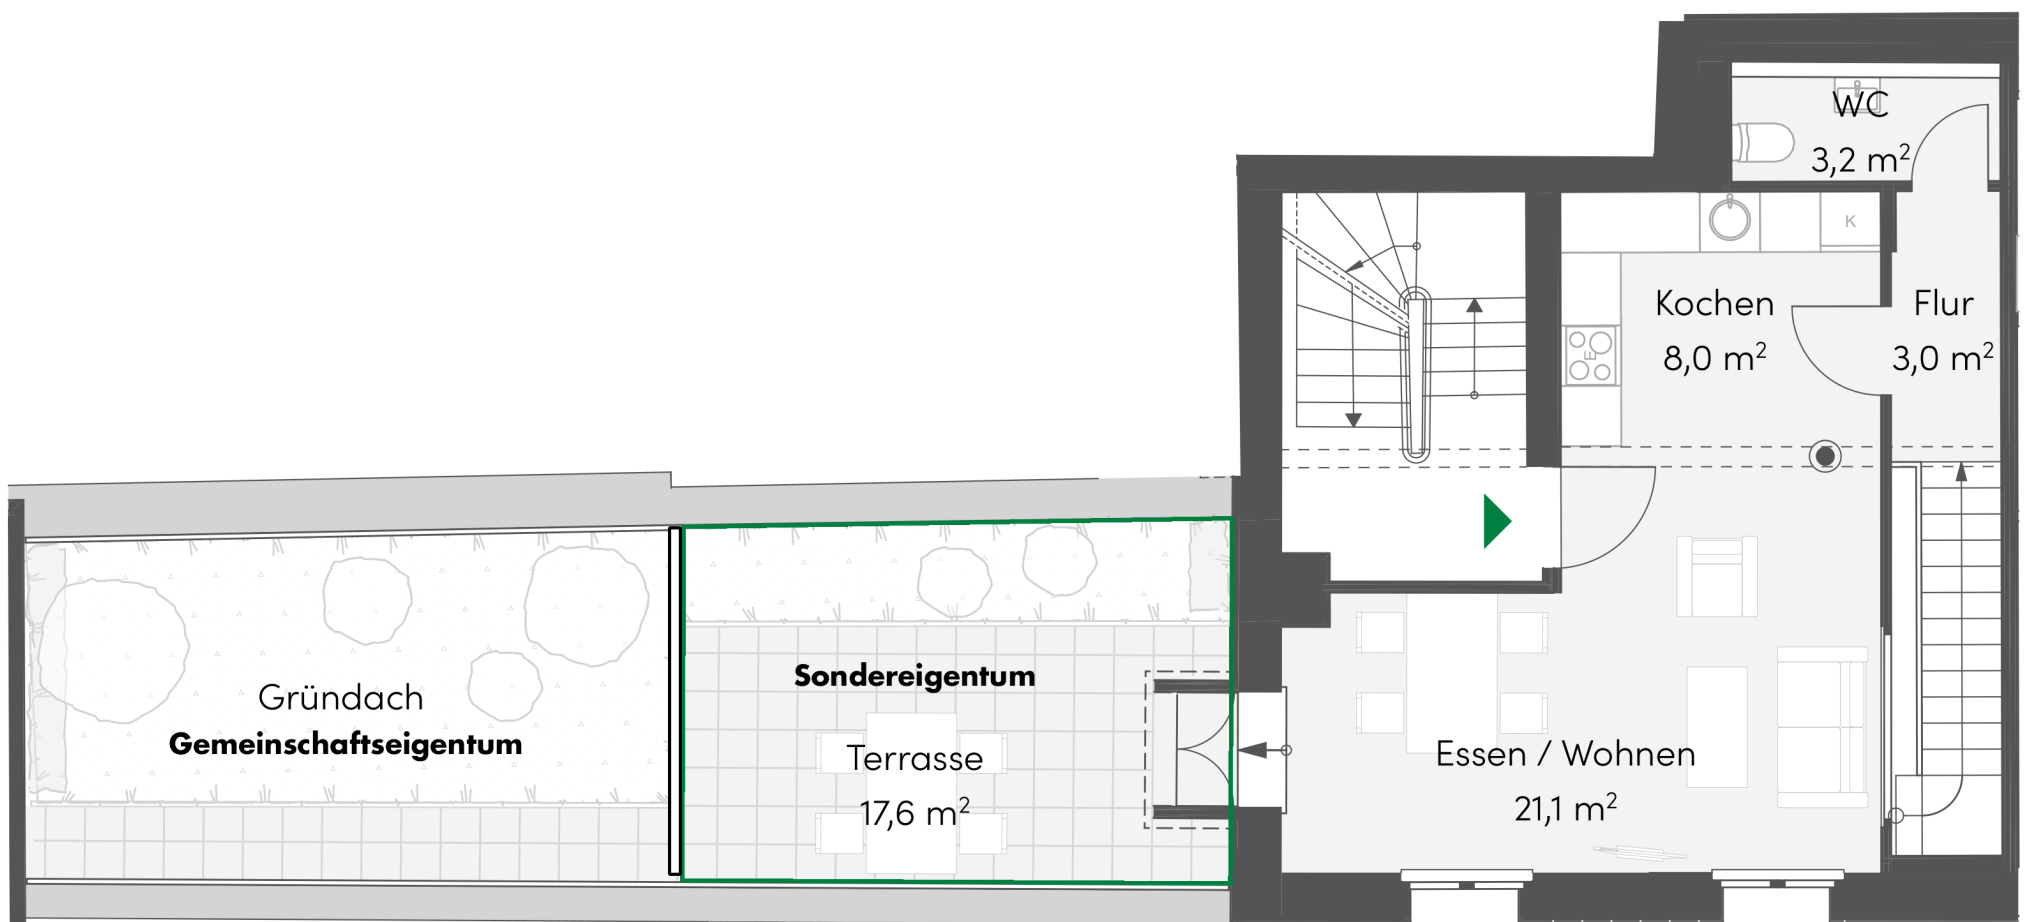 WC
3,2 m²
K
Kochen
8,0 m²
Flur
3,0 m²
E
Sondereigentum
Gründach
Gemeinschaftseigentum
Terrasse
17,6 m²
Essen / Wohnen
21,1 m²